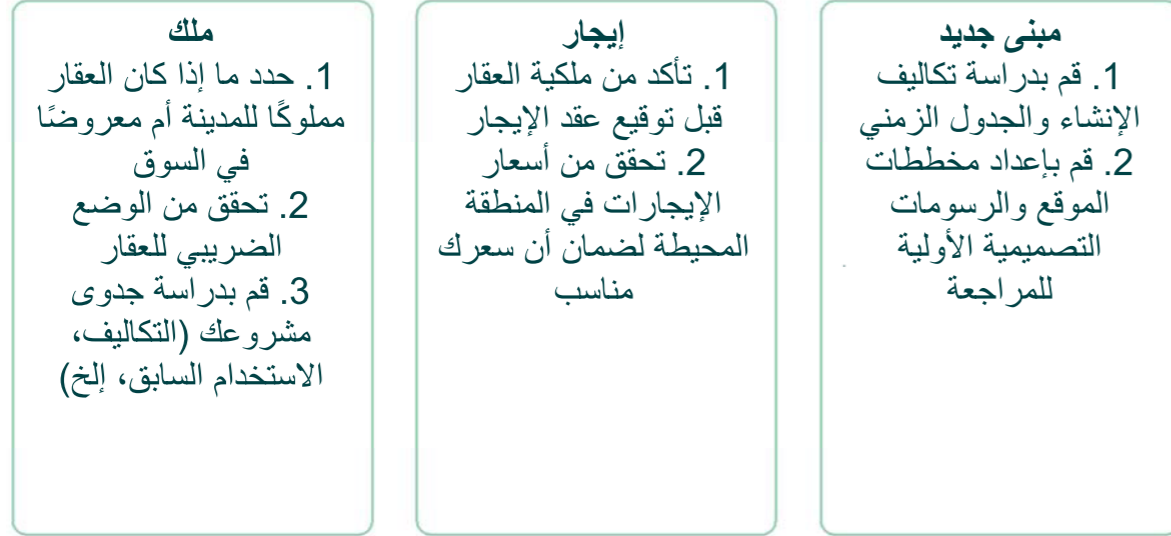 مبنى جديد
1. قم بدراسة تكاليف
الإنشاء والجدول الزمني
2. قم بإعداد مخططات
الموقع والرسومات
التصميمية الأولية
للمراجعة
إيجار
1. تأكد من ملكية العقار
قبل توقيع عقد الإيجار
2. تحقق من أسعار
الإيجارات في المنطقة
المحيطة لضمان أن سعرك
مناسب
ملك
1. حدد ما إذا كان العقار
مملوكًا للمدينة أم معروضًا
في السوق
2. تحقق من الوضع
الضريبي للعقار
3. قم بدراسة جدوى
مشروعك (التكاليف،
الاستخدام السابق، إلخ)